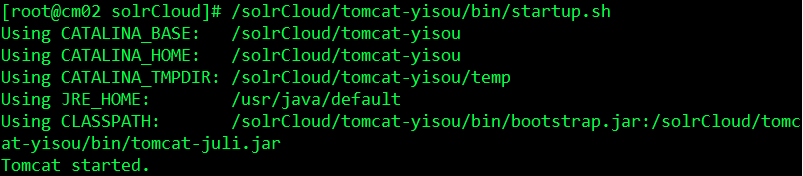 [root@cm02 solrCloud]# /solrCloud/tomcat-yisou/bin/startup.sh
Using CATALINA_BASE:   /solrCloud/tomcat-yisou
Using CATALINA_HOME:   /solrCloud/tomcat-yisou
Using CATALINA_TMPDIR: /solrCloud/tomcat-yisou/temp
Using JRE_HOME:        /usr/java/default
Using CLASSPATH:       /solrCloud/tomcat-yisou/bin/bootstrap.jar:/solrCloud/tomc
at-yisou/bin/tomcat-juli.jar
Tomcat started.